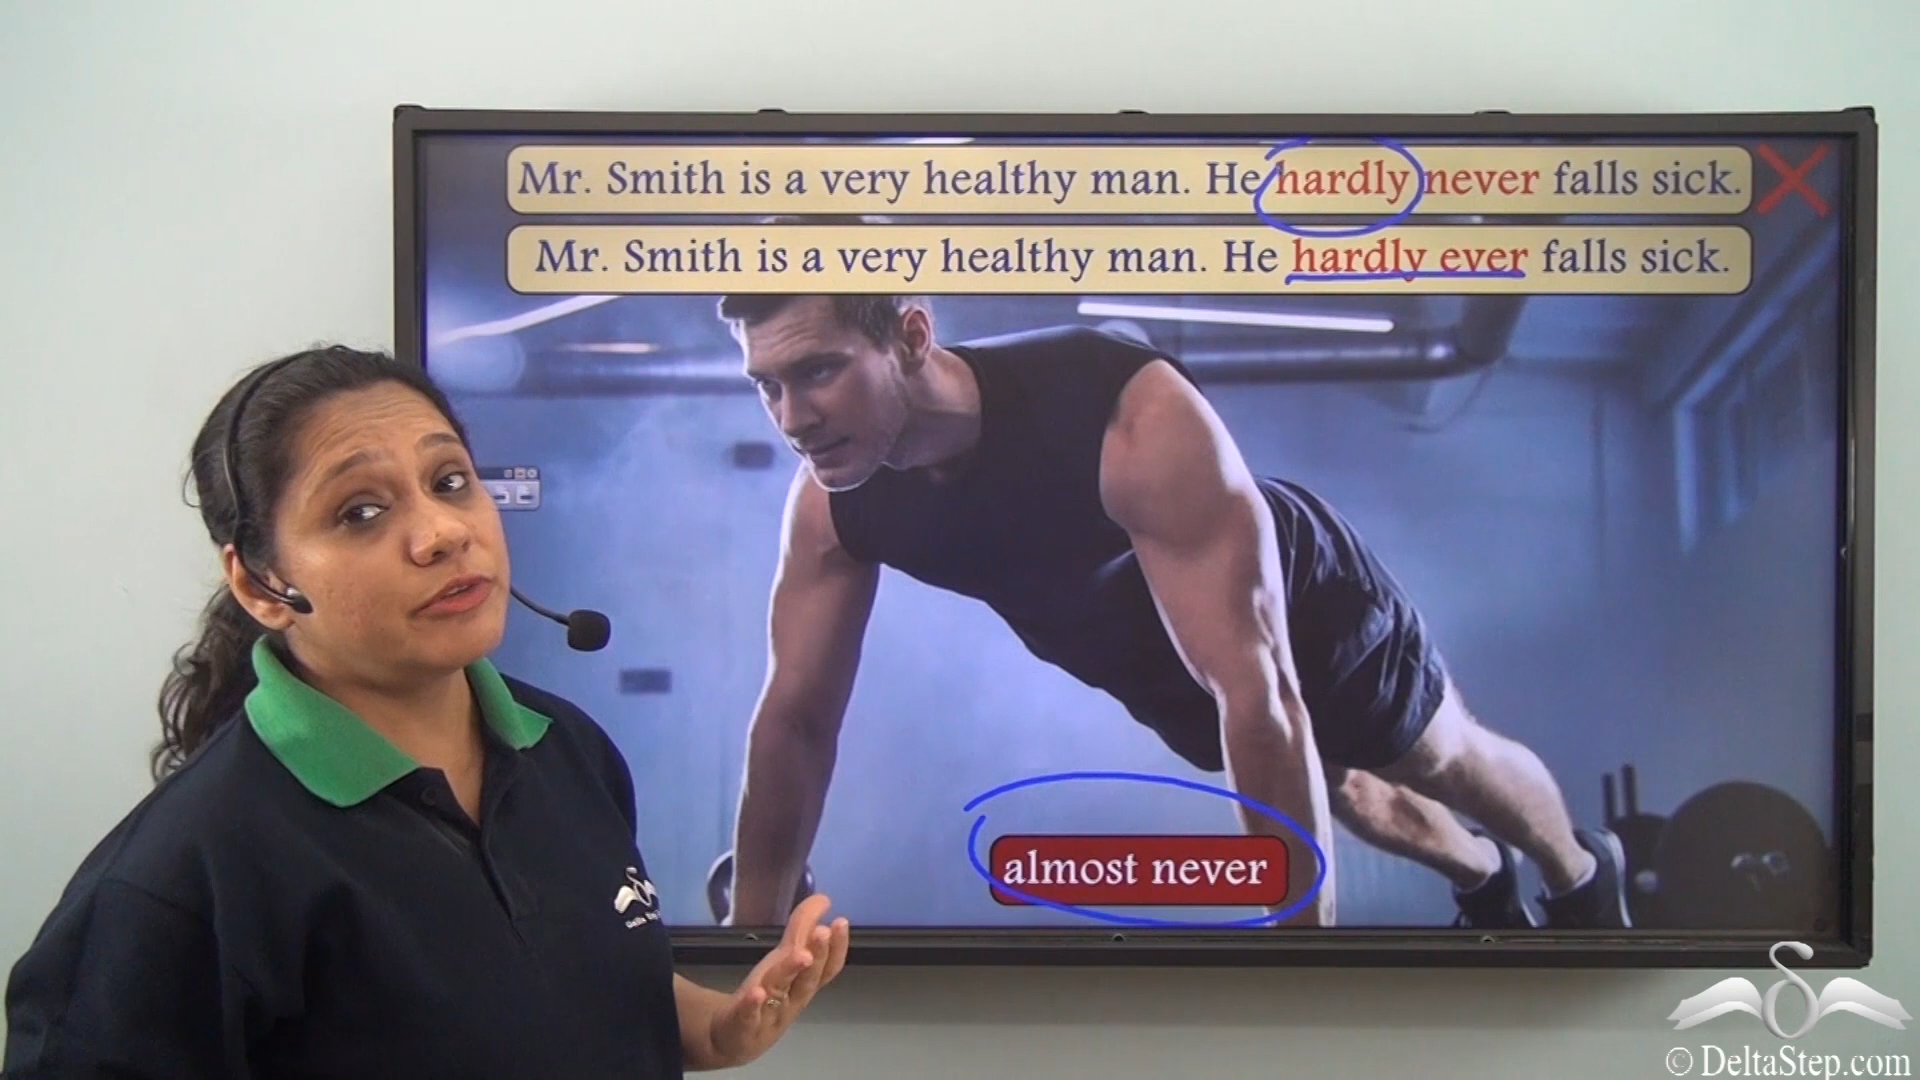 Mr. Smith is a very healthy man. He hardly never falls sick.
Mr. Smith is a very healthy man. He hardly ever falls sick.
almost never
© DeltaStep.com